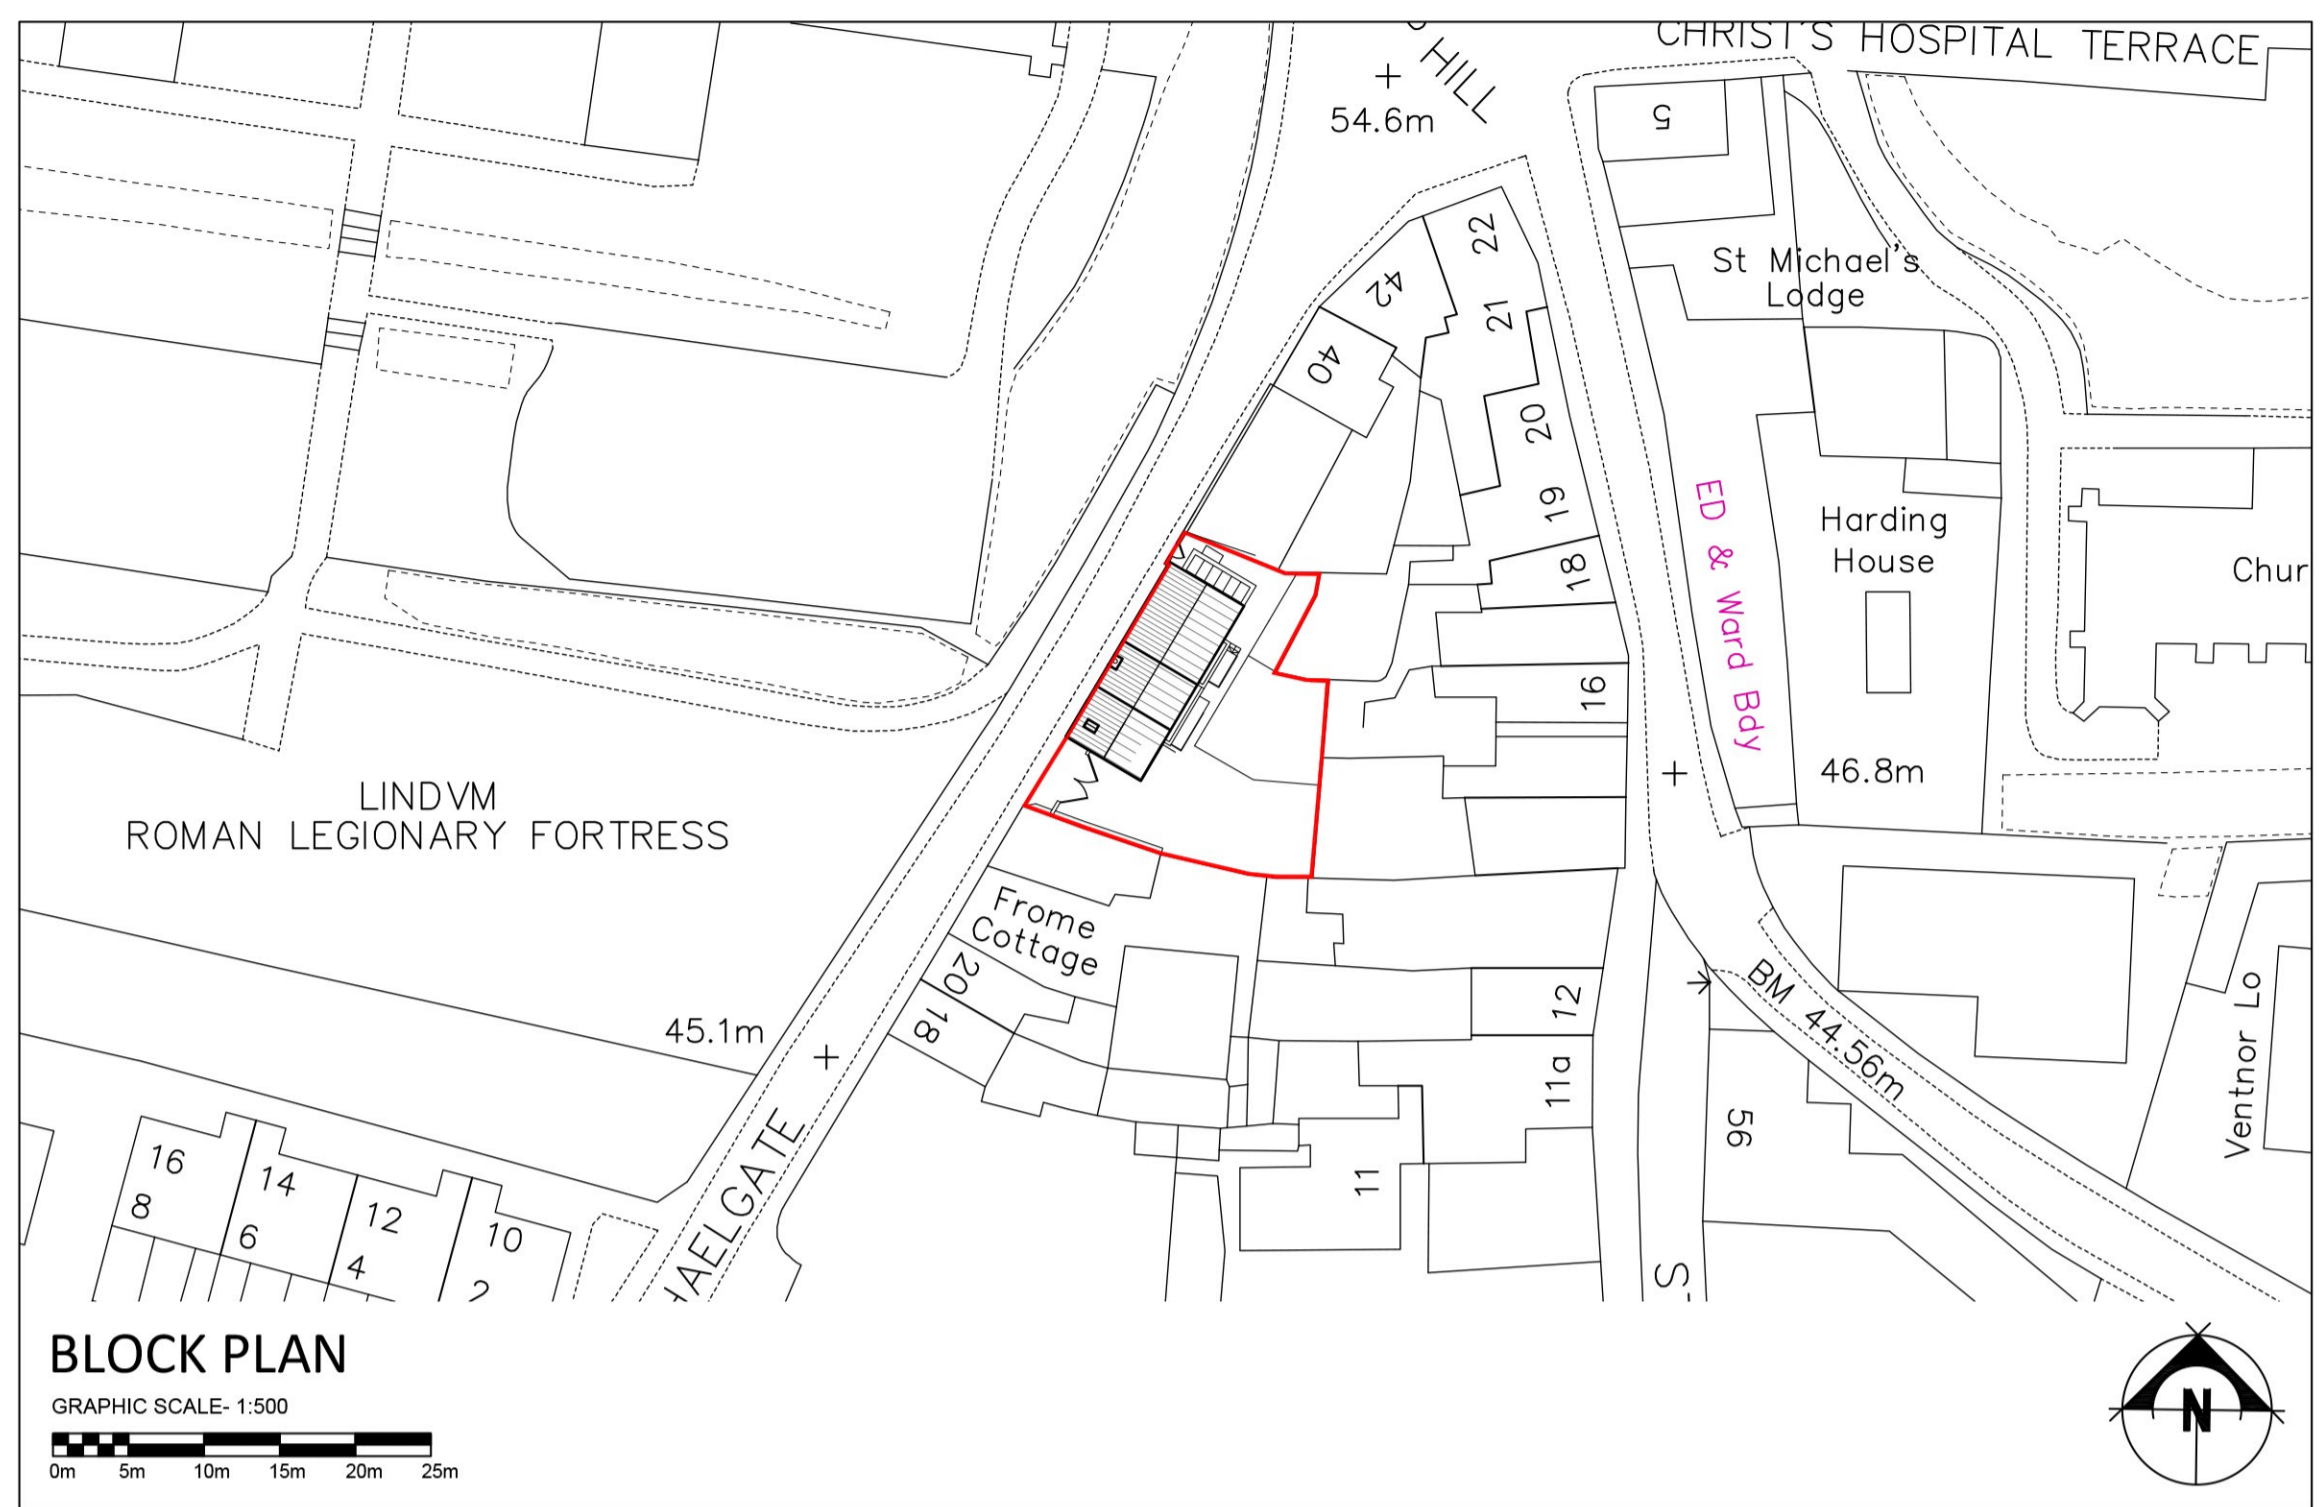 CHRIST'S HOSPITAL TERRACE
HILL
54.6m
5
22
42
21
St Michael's
Lodge
40
20
19
18
ED & Ward Bdy
Harding
House
Chur
16
46.8m
LINDVM
ROMAN LEGIONARY FORTRESS
Frome
Cottage
20
18
45.1m
12
BM 44.56m
11a
11
56
Ventnor Lo
HAELGATE
16
8
14
6
12
4
10
2
S
BLOCK PLAN
GRAPHIC SCALE- 1:500
0m 5m 10m 15m 20m 25m
N